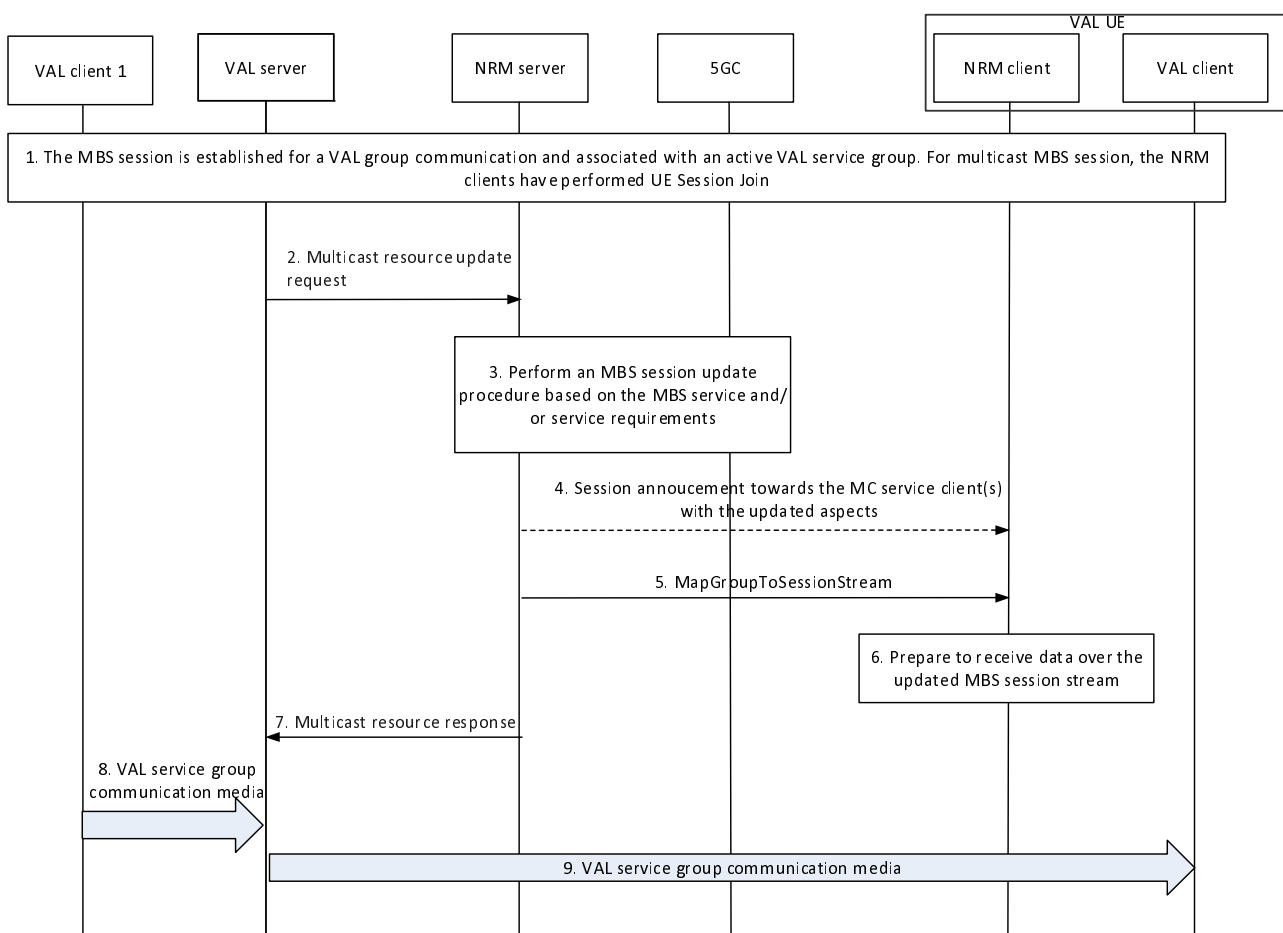 VAL UE
VAL client 1
VAL server
NRM server
5GC
NRM client
VAL client
1. The MBS session is established for a VAL group communication and associated with an active VAL service group. For multicast MBS session, the NRM
clients have performed UE Session Join
2. Multicast resource update
request
3. Perform an MBS session update
procedure based on the MBS service and/
or service requirements
4. Session annoucement towards the MC service client(s)
with the updated aspects
5. MapGroupToSessionStream
6. Prepare to receive data over the
updated MBS session stream
7. Multicast resource response
8. VAL service group
communication media
9. VAL service group communication media